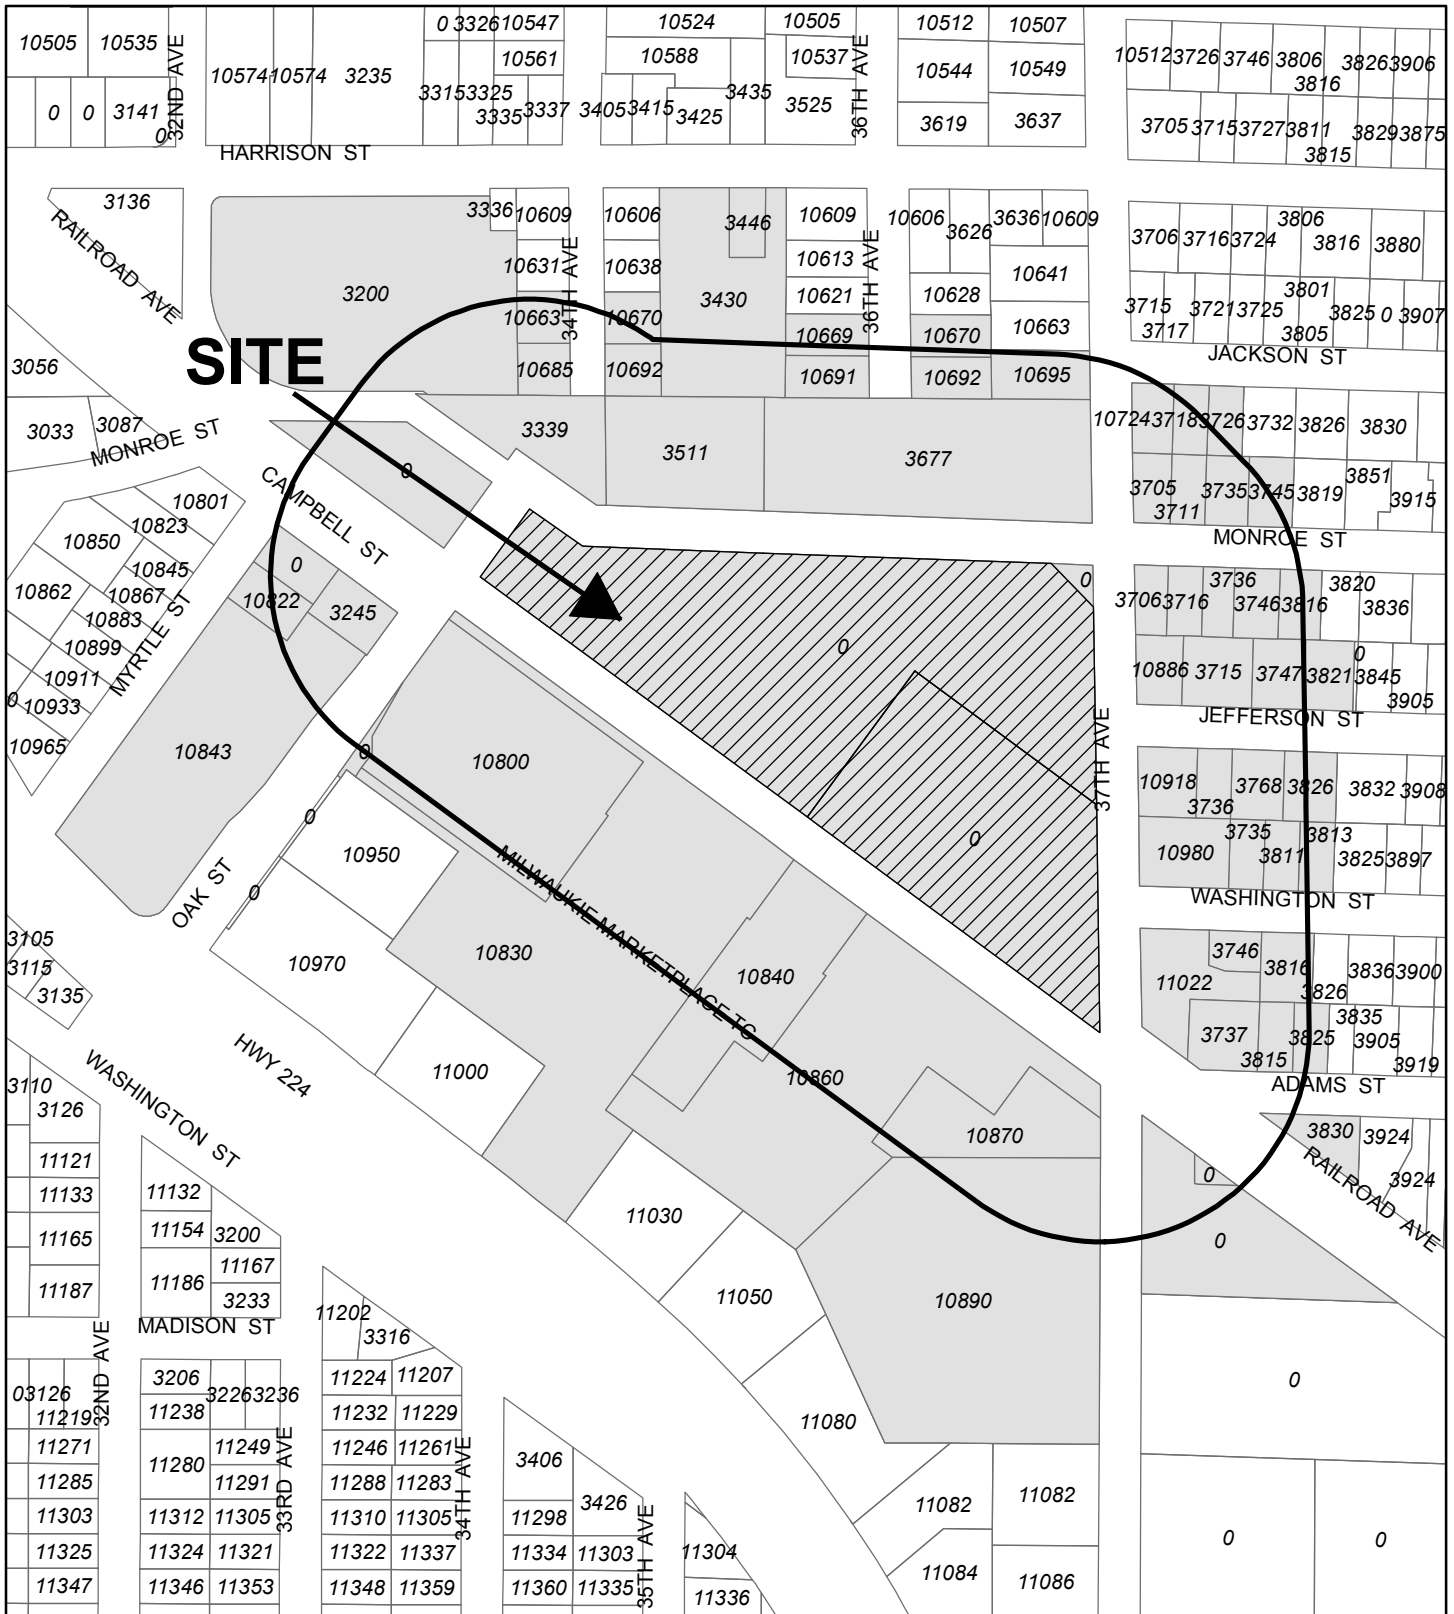 10505 10535 32ND AVE 10574 10574 3235 0 3326 10547 10524 10505 36TH AVE 10512 10507
10561 10588 10537 10544 10549 10512 3726 3746 3806 3826 3906
3816
0 0 3141 3315 3325 3405 3415 3435 3525
0 3335 3337 3425 3619 3637 3705 3715 3727 3811 3829 3875
3815
HARRISON ST
3136 3336 10609 10606 3446 10609 10606 3626 3636 10609 3806
3706 3716 3724 3816 3880
RAILROAD AVE 3200 10631 34TH AVE 10638 3430 10613 36TH AVE 10641
10621 10628 3801
3715 3721 3725 3825 0 3907
3717 3805
10663 10670 10669 10670 10663
SITE JACKSON ST
3056 10685 10692 10691 10692 10695
3033 3087 3339 3511 3677 10724 3718 3726 3732 3826 3830
MONROE ST
0 3851
CAMPBELL ST 3705 3735 3745 3819 3915
3711
10801
10823
10850 MONROE ST
10845 0 0 3736 3820
10862 10867 10822 3245 3706 3716 3746 3816 3836
10883
10899 MYRTLE ST 0 0
10911 10886 3715 3747 3821 3845
0 10933 3905
10965 10843 0 10800 37TH AVE JEFFERSON ST
10918 3768 3826 3832 3908
3736
0 10950 0 3735 3813
10980 3811 3825 3897
OAK ST 0 MILWAUKIE MARKETPLACE TC WASHINGTON ST
3105 10970 10830 10840 3746 3816 3836 3900
3115 11022 3826
3135 3835
HWY 224 3737 3825 3905
3815 3919
3110 WASHINGTON ST 11000 10860 ADAMS ST
3126 10870 3830 3924
11121 0 RAILROAD AVE 3924
11133 11132
11165 11154 3200 11030 0
11187 11186 11167 11050 10890
3233 11202
MADISON ST 3316
32ND AVE 3206 11224 11207 0
0 3126 3226 3236
11219 11238 11232 11229 11080
11271 11249 33RD AVE 11246 11261 34TH AVE 3406
11285 11280 11291 11288 11283 3426 11082 11082
11303 11312 11305 11310 11305 11298 35TH AVE
11325 11324 11321 11322 11337 11334 11303 11304 0 0
11347 11346 11353 11348 11359 11360 11335 11336 11084 11086